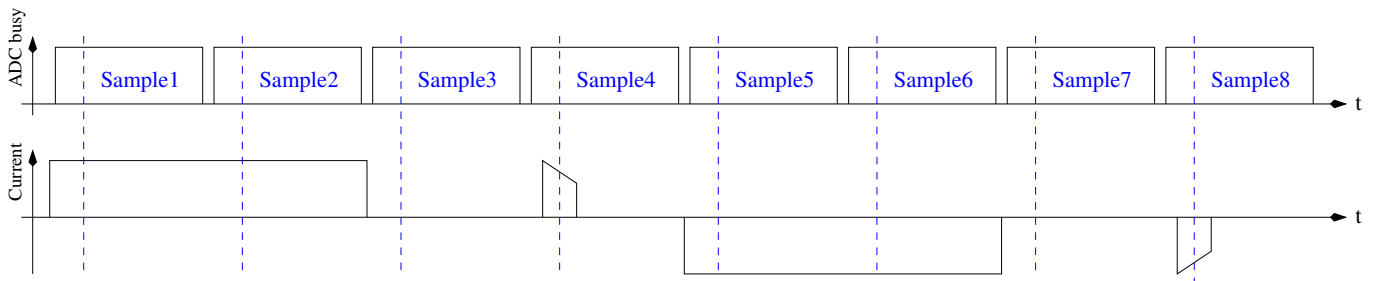 ADC busy
Sample1 Sample2 Sample3 Sample4 Sample5 Sample6 Sample7 Sample8
t
Current
t